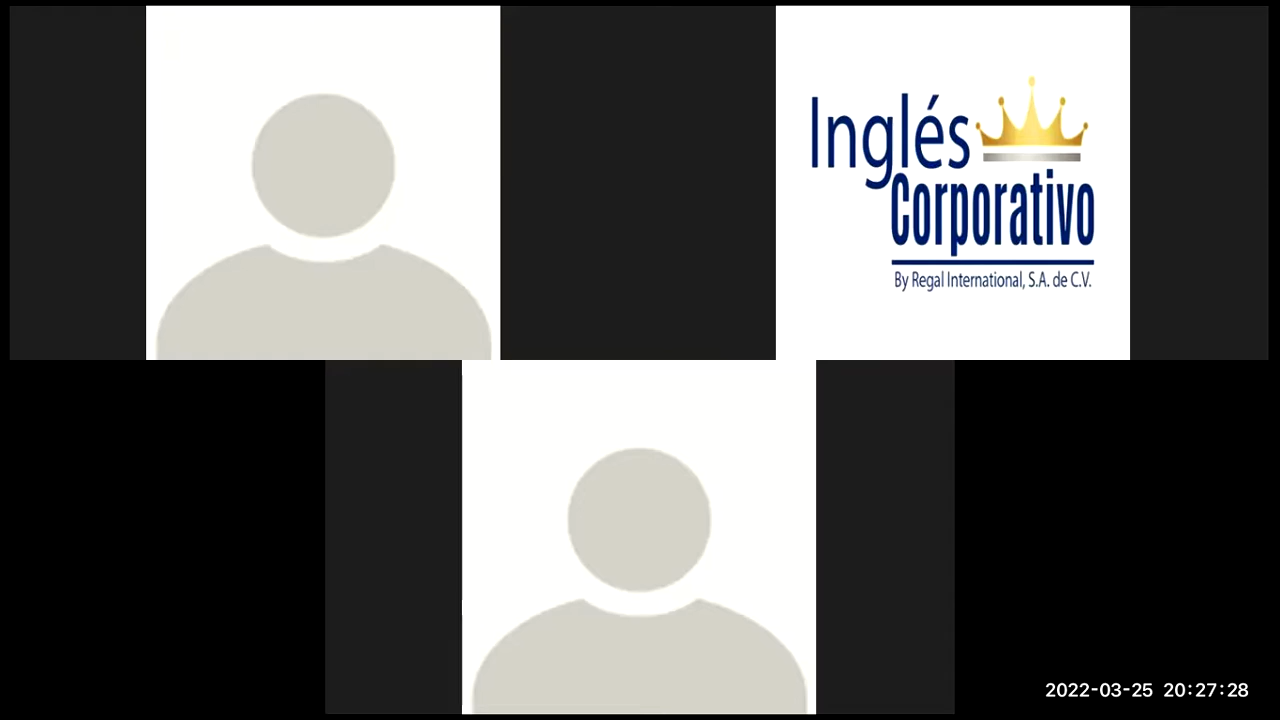 Inglés
Corporativo
By Regal International, S.A. de C.V.
2022-03-25 20:27:28